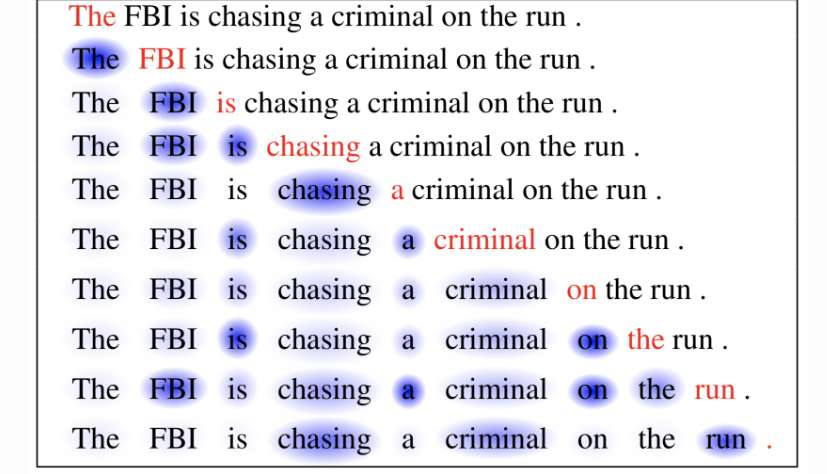 The FBI is chasing a criminal on the run .
The FBI is chasing a criminal on the run .
The FBI is chasing a criminal on the run .
The FBI is chasing a criminal on the run .
The FBI is chasing a criminal on the run .
The FBI is chasing a criminal on the run .
The FBI is chasing a criminal on the run .
The FBI is chasing a criminal on the run .
The FBI is chasing a criminal on the run .
The FBI is chasing a criminal on the run .